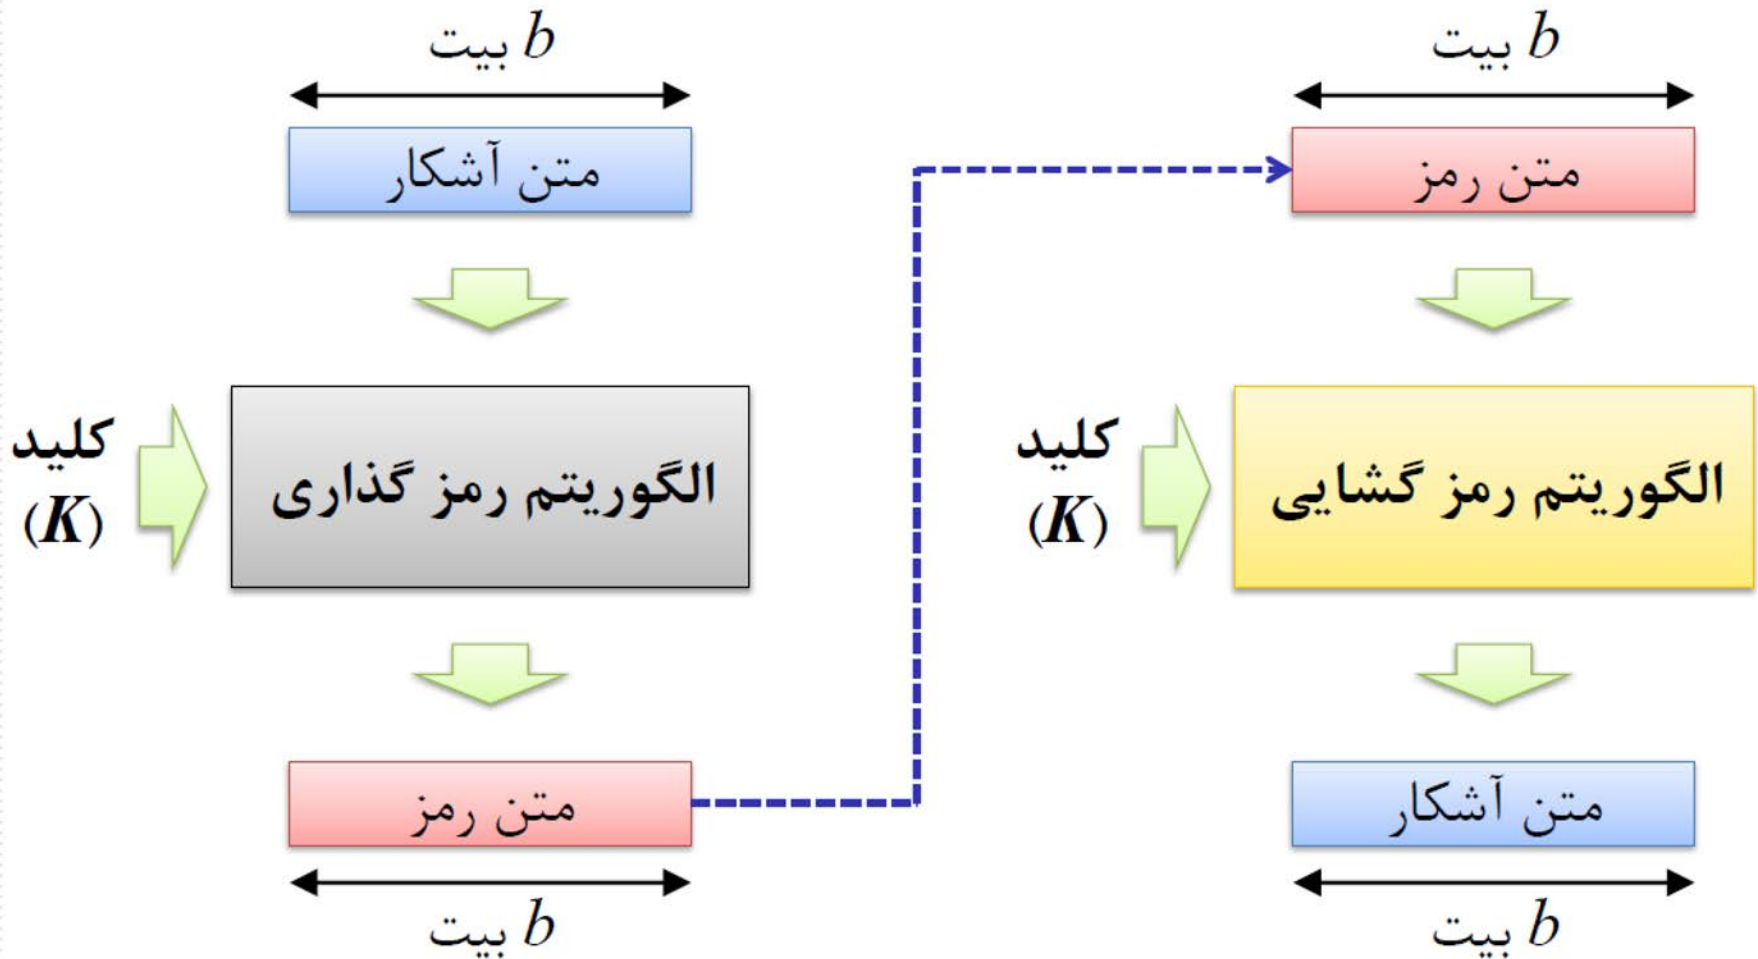 b بیت
متن آشکار
کلید
(K)
الگوریتم رمز گذاری
متن رمز
b بیت
b بیت
متن رمز
کلید
(K)
الگوریتم رمز گشایی
متن آشکار
b بیت